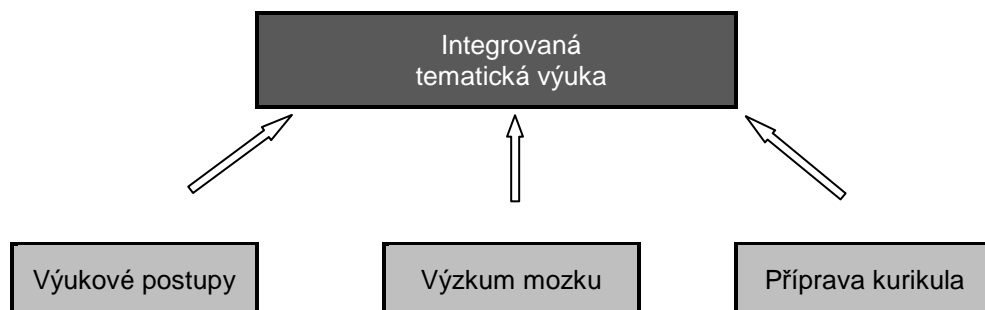 Integrovaná
tematická výuka
Výukové postupy
Výzkum mozku
Příprava kurikula